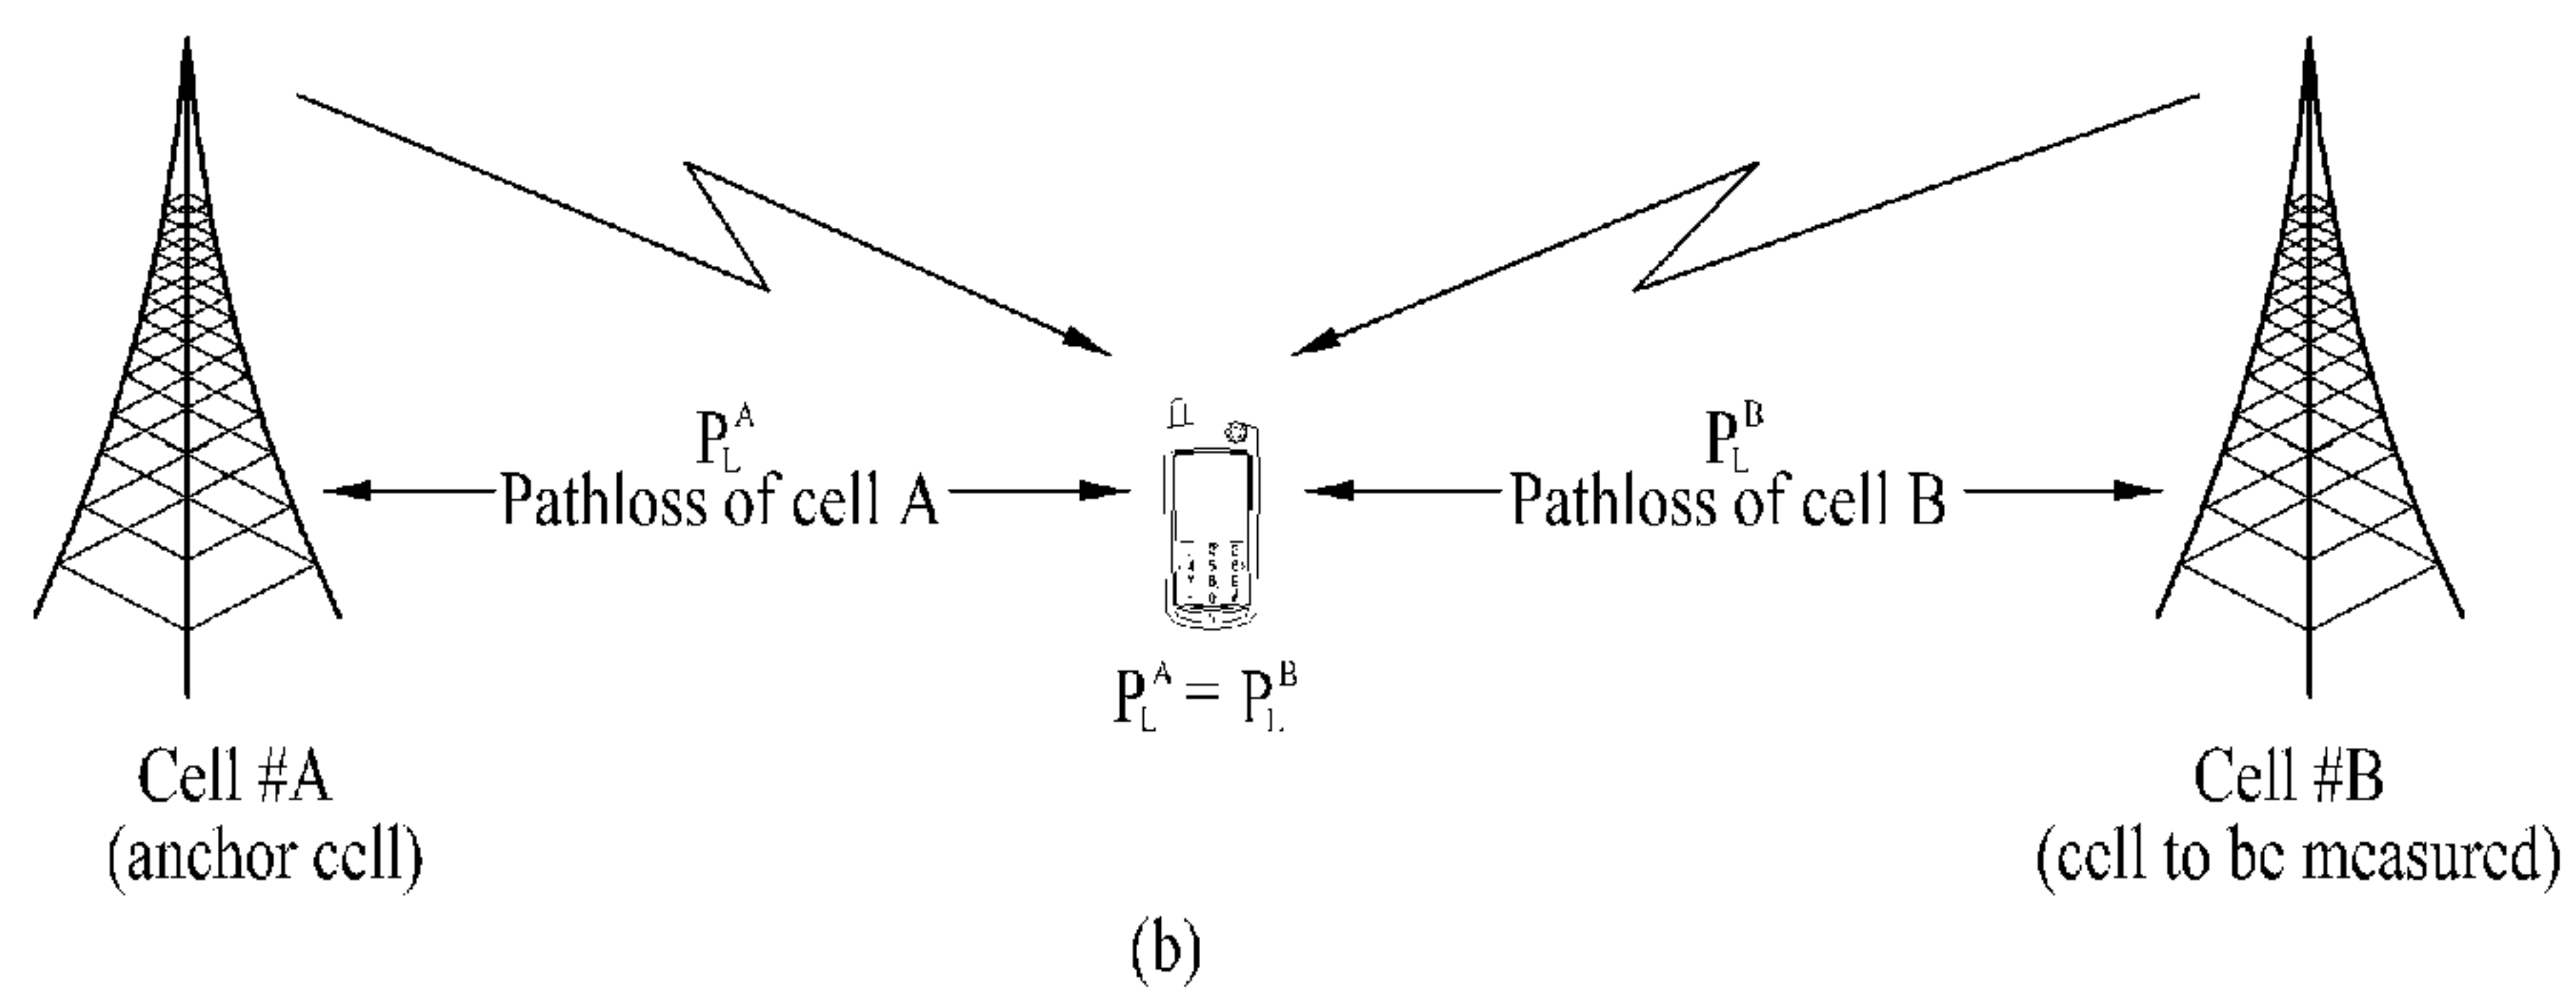 P_L^A
Pathloss of cell A
P_L^B
Pathloss of cell B
P_L^A = P_L^B
Cell #A
(anchor cell)
Cell #B
(cell to be measured)
(b)